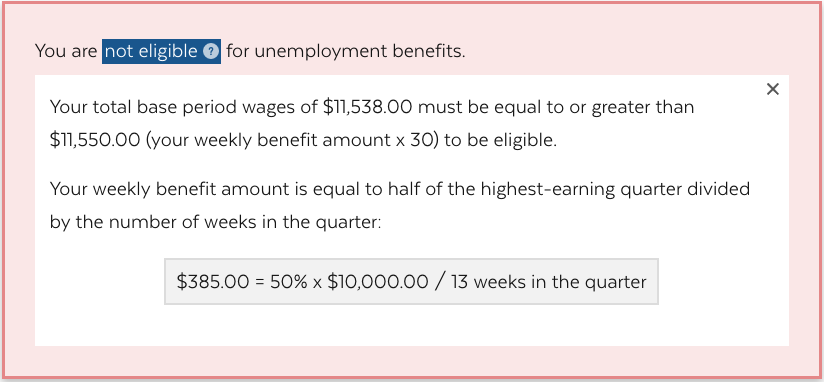 You are not eligible ? for unemployment benefits.
Your total base period wages of $11,538.00 must be equal to or greater than
$11,550.00 (your weekly benefit amount x 30) to be eligible.
Your weekly benefit amount is equal to half of the highest-earning quarter divided
by the number of weeks in the quarter:
$385.00 = 50% x $10,000.00 / 13 weeks in the quarter